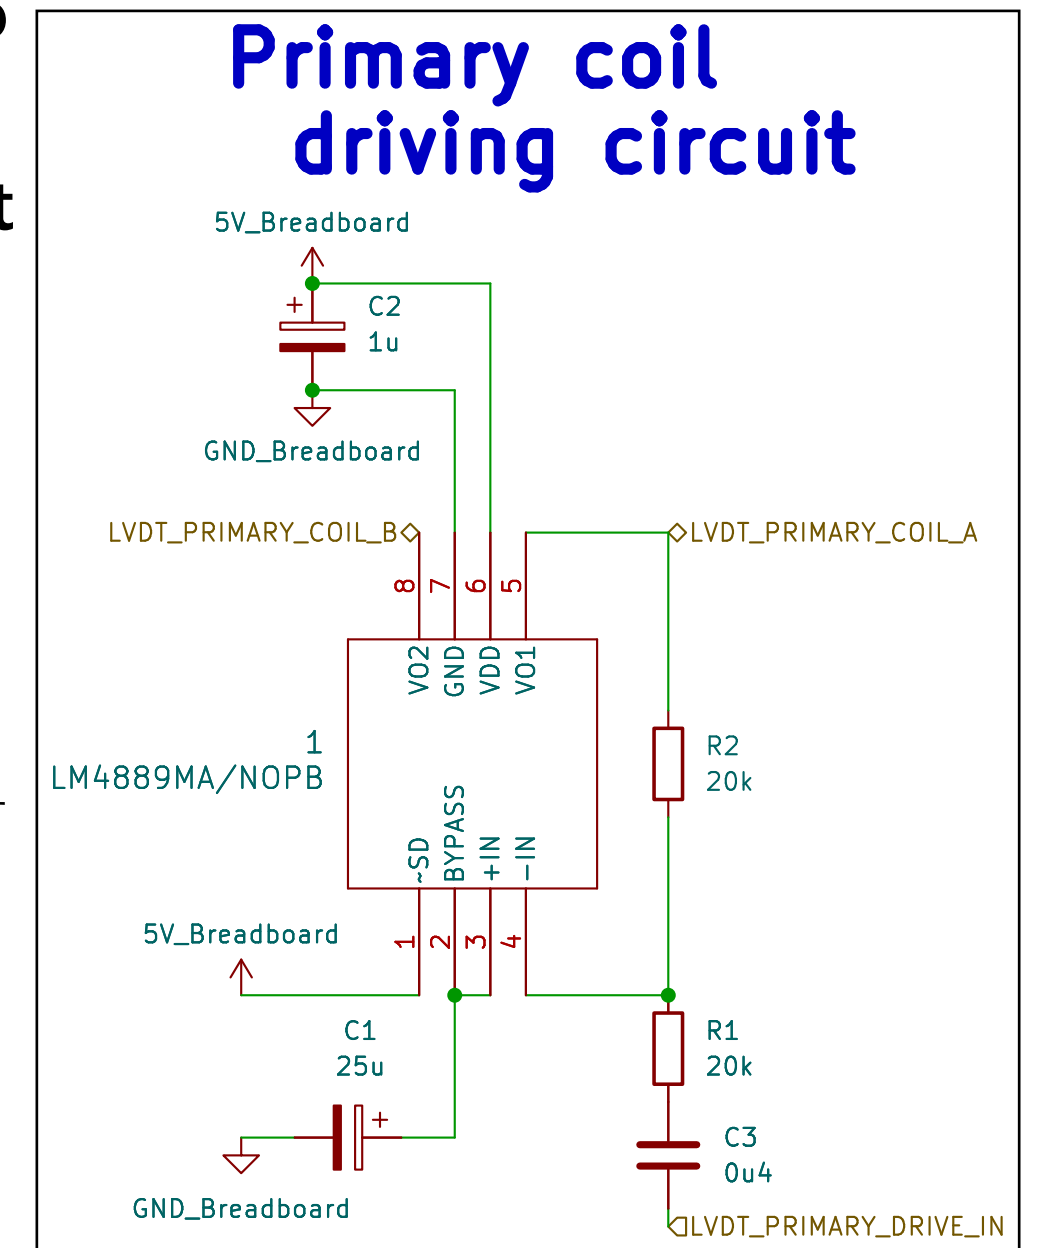 Primary coil
driving circuit
t
5V_Breadboard
+
C2
1u
GND_Breadboard
LVDT_PRIMARY_COIL_B
LVDT_PRIMARY_COIL_A
8
7
6
5
VO2
GND
VDD
VO1
1
LM4889MA/NOPB
R2
20k
~SD
BYPASS
+IN
-IN
1
2
3
4
5V_Breadboard
C1
25u
+
GND_Breadboard
R1
20k
C3
0u4
LVDT_PRIMARY_DRIVE_IN